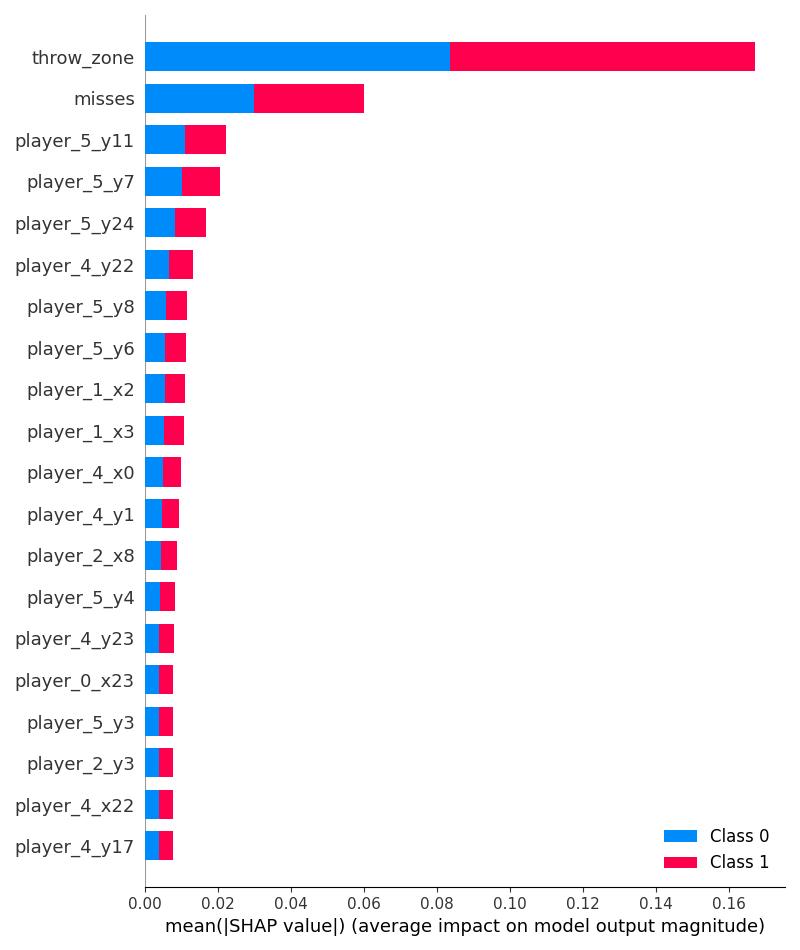 throw_zone
misses
player_5_y11
player_5_y7
player_5_y24
player_4_y22
player_5_y8
player_5_y6
player_1_x2
player_1_x3
player_4_x0
player_4_y1
player_2_x8
player_5_y4
player_4_y23
player_0_x23
player_5_y3
player_2_y3
player_4_x22
player_4_y17
Class 0
Class 1
0.00 0.02 0.04 0.06 0.08 0.10 0.12 0.14 0.16
mean(|SHAP value|) (average impact on model output magnitude)